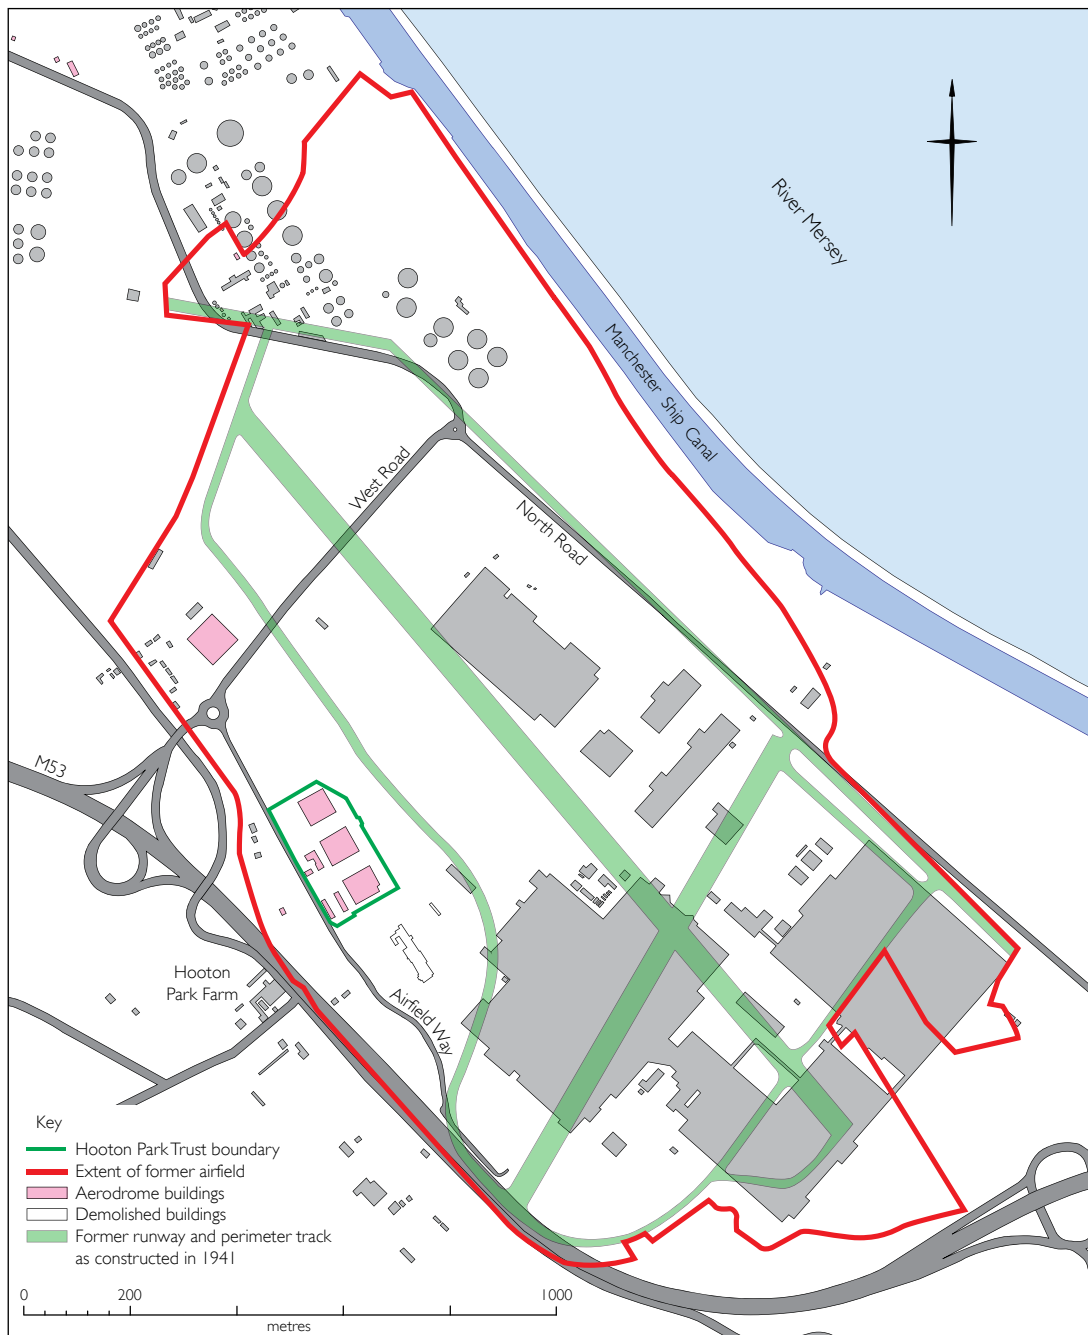 River Mersey
Manchester Ship Canal
West Road
North Road
M53
Hooton
Park Farm
Airfield Way
Key
Hooton Park Trust boundary
Extent of former airfield
Aerodrome buildings
Demolished buildings
Former runway and perimeter track
as constructed in 1941
0 200 1000
metres